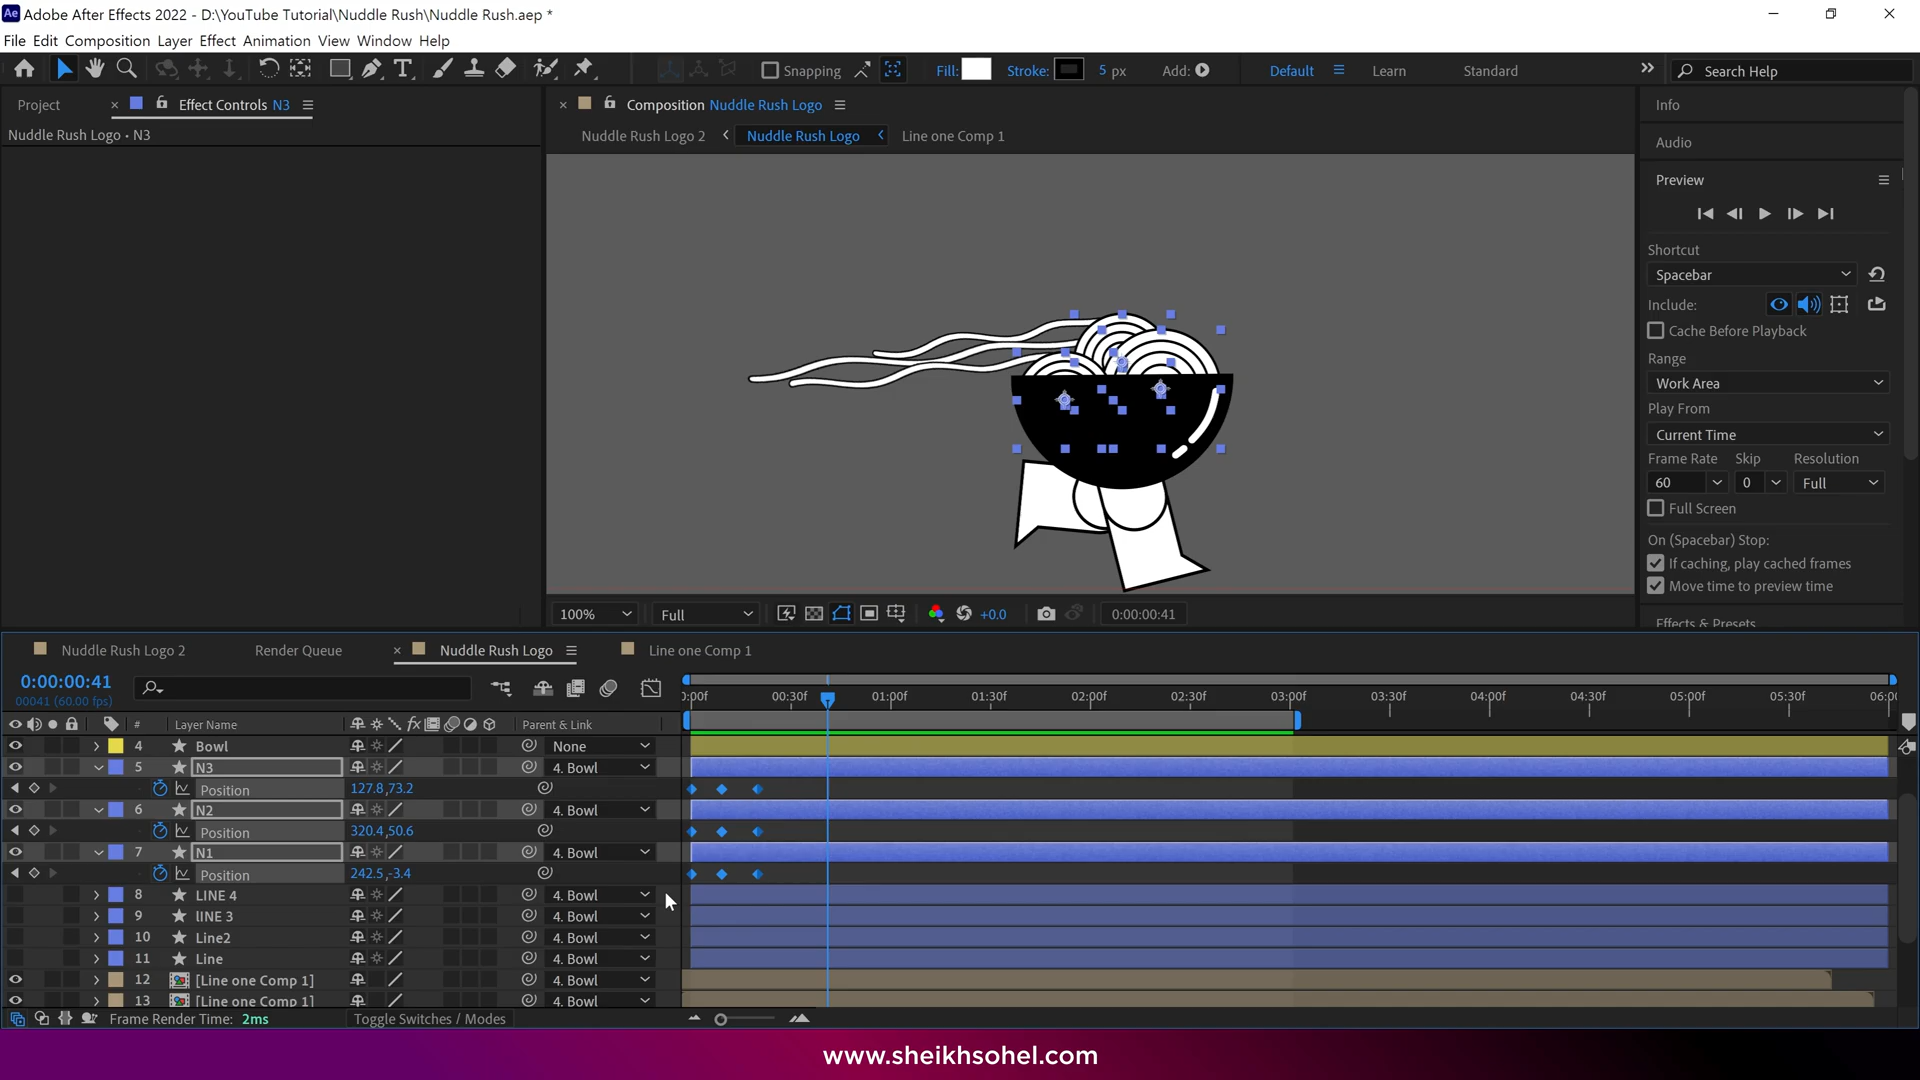 Adobe After Effects 2022 - D:\YouTube Tutorial\Nuddle Rush\Nuddle Rush.aep *
File Edit Composition Layer Effect Animation View Window Help
Snapping Fill: Stroke: 5 px Add: Default Learn Standard Search Help
Project Effect Controls N3 Composition Nuddle Rush Logo Info
Nuddle Rush Logo • N3 Nuddle Rush Logo 2 Nuddle Rush Logo Line one Comp 1
Audio
Preview
Shortcut
Spacebar
Include:
Cache Before Playback
Range
Work Area
Play From
Current Time
Frame Rate Skip Resolution
60 0 Full
Full Screen
On (Spacebar) Stop:
If caching, play cached frames
Move time to preview time
Effects & Presets
100% Full +0.0 0:00:00:41
Nuddle Rush Logo 2 Render Queue Nuddle Rush Logo Line one Comp 1
0:00:00:41
00041 (60.00 fps)
0:00f 00:30f 01:00f 01:30f 02:00f 02:30f 03:00f 03:30f 04:00f 04:30f 05:00f 05:30f 06:00
# Layer Name Parent & Link
4 Bowl None
5 N3 4. Bowl
Position 127.8,73.2
6 N2 4. Bowl
Position 320.4,50.6
7 N1 4. Bowl
Position 242.5,-3.4
8 LINE 4 4. Bowl
9 lINE 3 4. Bowl
10 Line2 4. Bowl
11 Line 4. Bowl
12 [Line one Comp 1] 4. Bowl
13 [Line one Comp 1] 4. Bowl
Frame Render Time: 2ms Toggle Switches / Modes
www.sheikhsohel.com